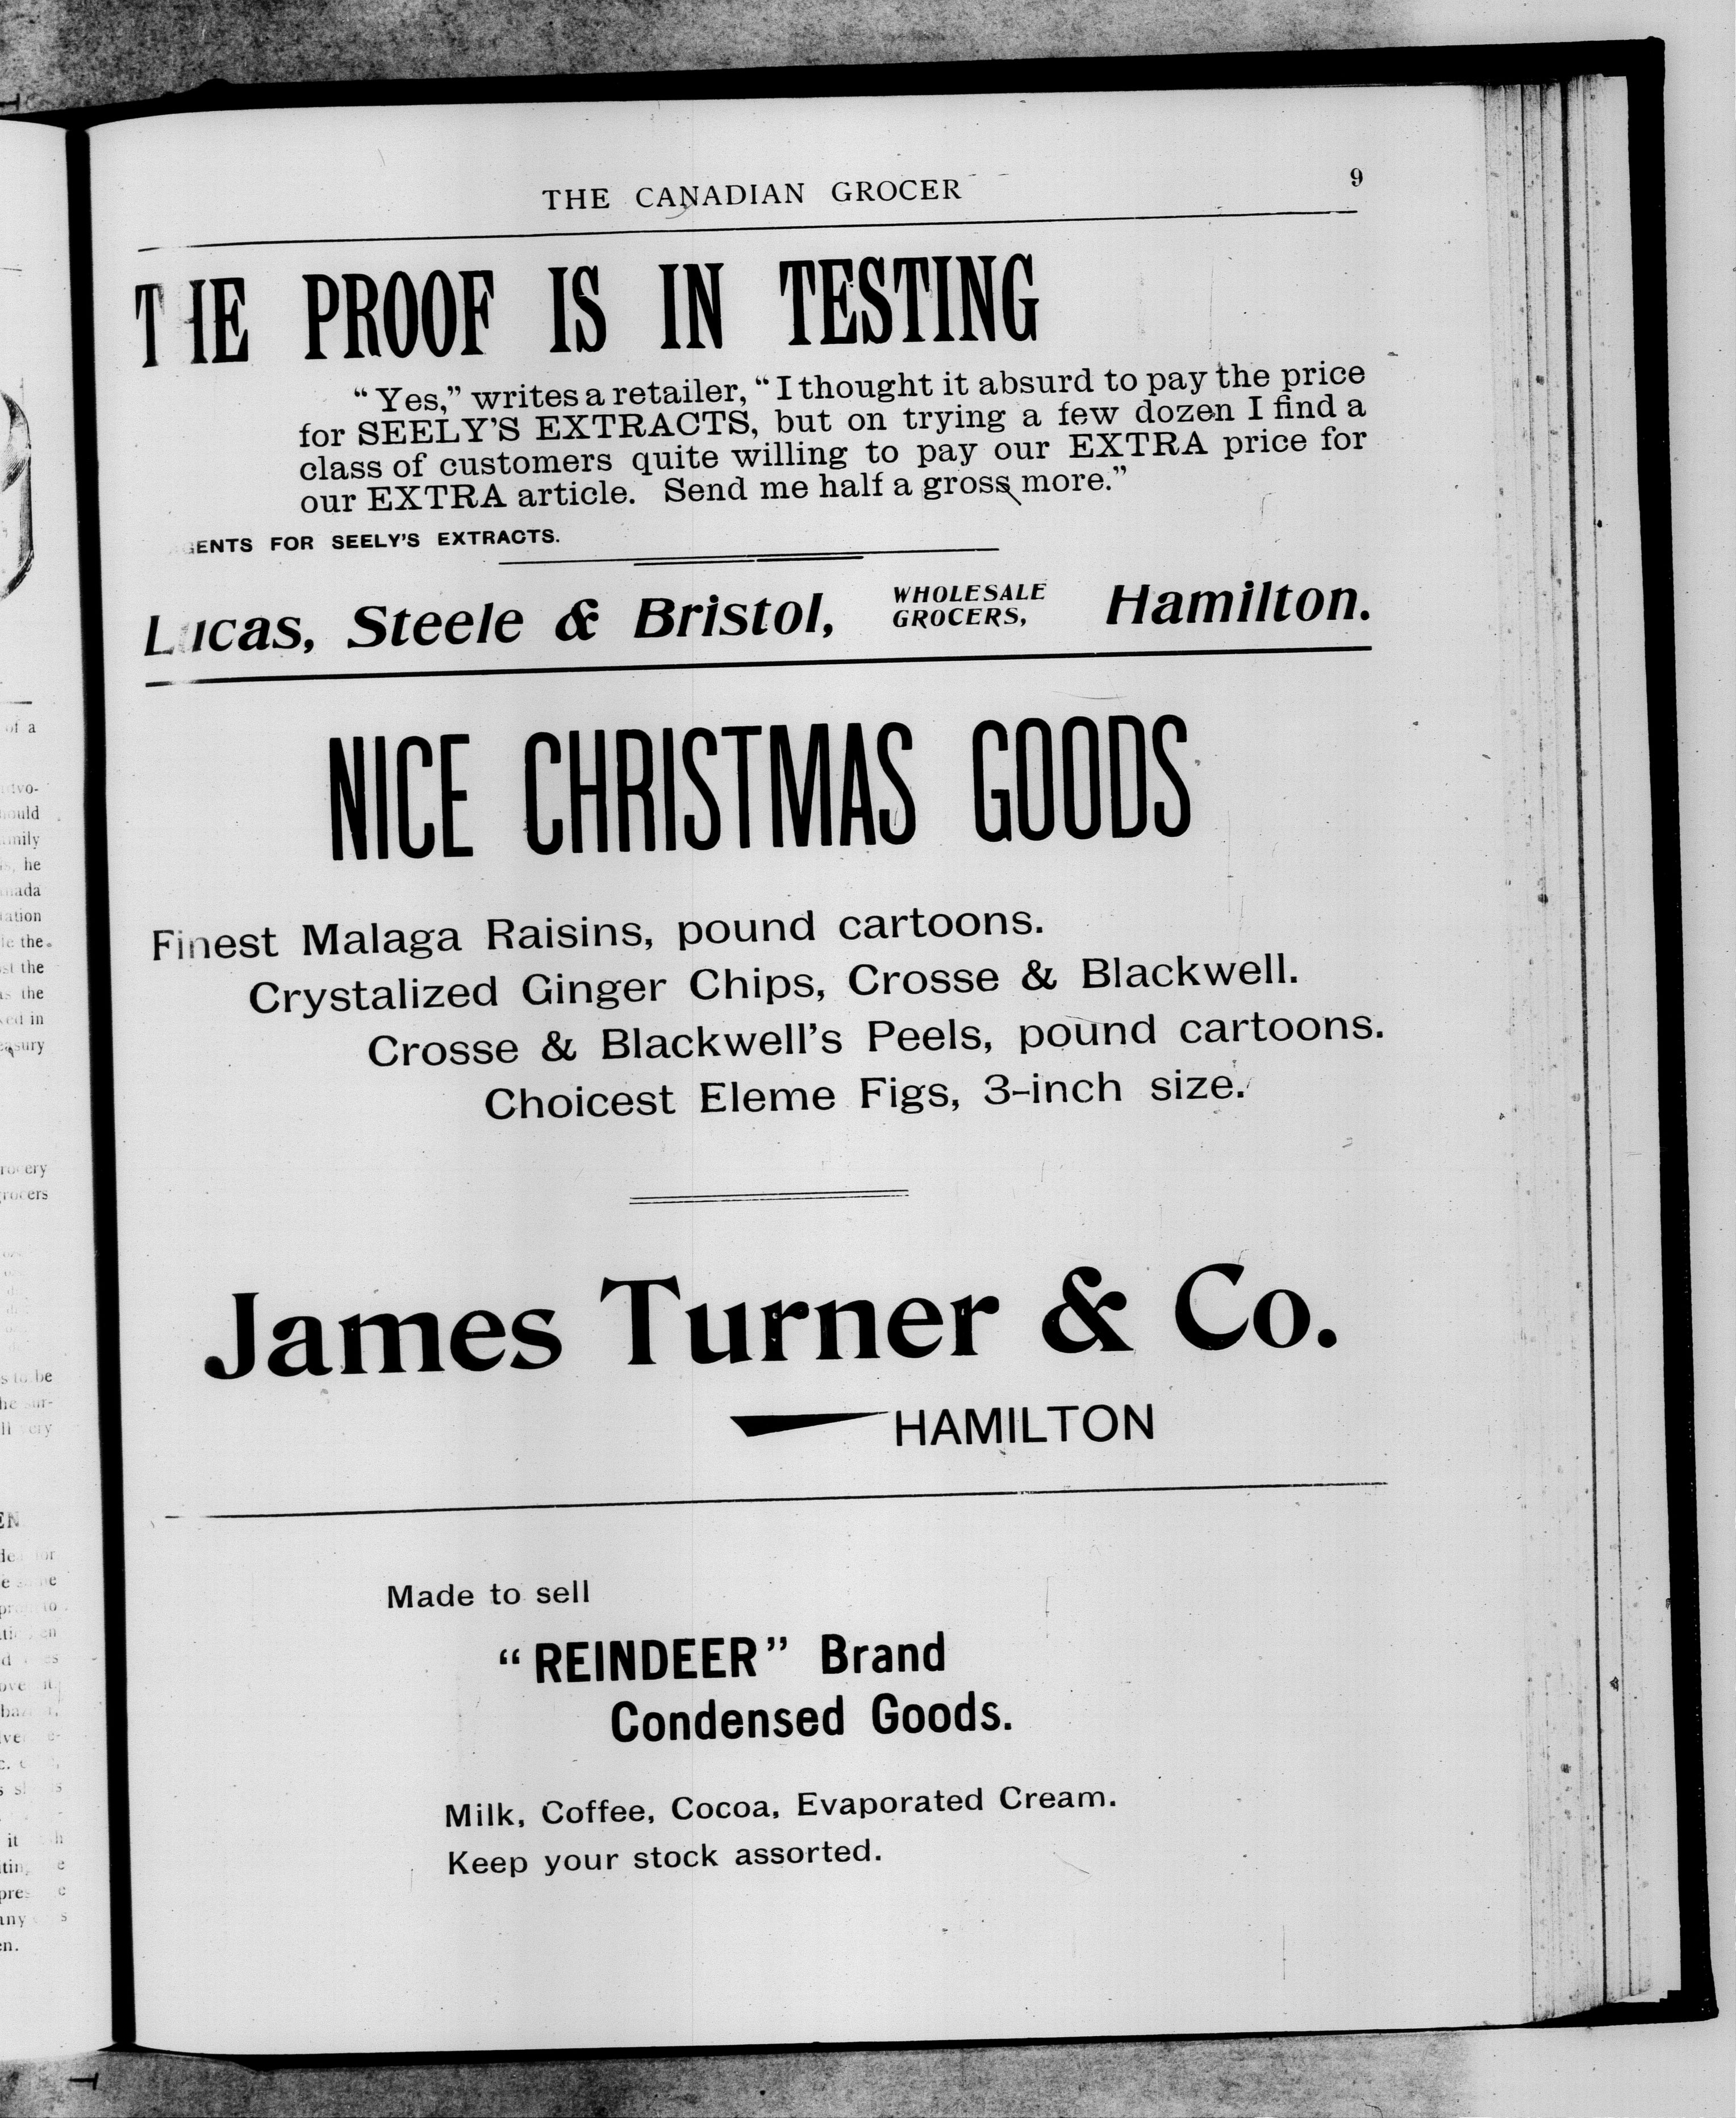 THE CANADIAN GROCER 9
THE PROOF IS IN TESTING
“Yes,” writes a retailer, “I thought it absurd to pay the price
for SEELY’S EXTRACTS, but on trying a few dozen I find a
class of customers quite willing to pay our EXTRA price for
our EXTRA article. Send me half a gross more.”
AGENTS FOR SEELY’S EXTRACTS.
Lucas, Steele & Bristol, WHOLESALE GROCERS, Hamilton.
NICE CHRISTMAS GOODS
Finest Malaga Raisins, pound cartoons.
Crystalized Ginger Chips, Crosse & Blackwell.
Crosse & Blackwell’s Peels, pound cartoons.
Choicest Eleme Figs, 3-inch size.
James Turner & Co.
HAMILTON
Made to sell
“REINDEER” Brand
Condensed Goods.
Milk, Coffee, Cocoa, Evaporated Cream.
Keep your stock assorted.